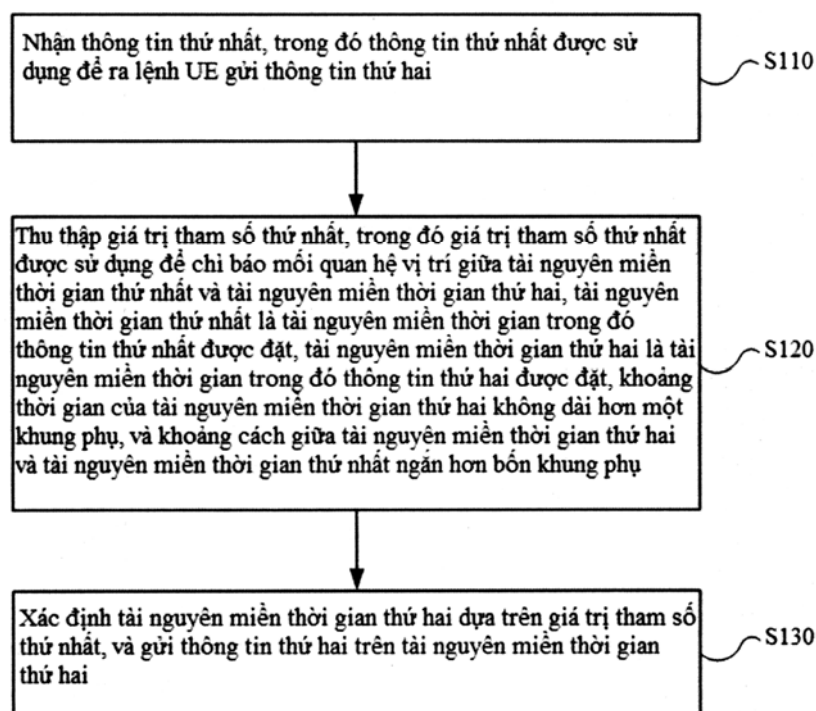 Nhận thông tin thứ nhất, trong đó thông tin thứ nhất được sử
dụng để ra lệnh UE gửi thông tin thứ hai
S110
Thu thập giá trị tham số thứ nhất, trong đó giá trị tham số thứ nhất
được sử dụng để chỉ báo mối quan hệ vị trí giữa tài nguyên miền
thời gian thứ nhất và tài nguyên miền thời gian thứ hai, tài nguyên
miền thời gian thứ nhất là tài nguyên miền thời gian trong đó
thông tin thứ nhất được đặt, tài nguyên miền thời gian thứ hai là tài
nguyên miền thời gian trong đó thông tin thứ hai được đặt, khoảng
thời gian của tài nguyên miền thời gian thứ hai không dài hơn một
khung phụ, và khoảng cách giữa tài nguyên miền thời gian thứ hai
và tài nguyên miền thời gian thứ nhất ngắn hơn bốn khung phụ
S120
Xác định tài nguyên miền thời gian thứ hai dựa trên giá trị tham số
thứ nhất, và gửi thông tin thứ hai trên tài nguyên miền thời gian
thứ hai
S130